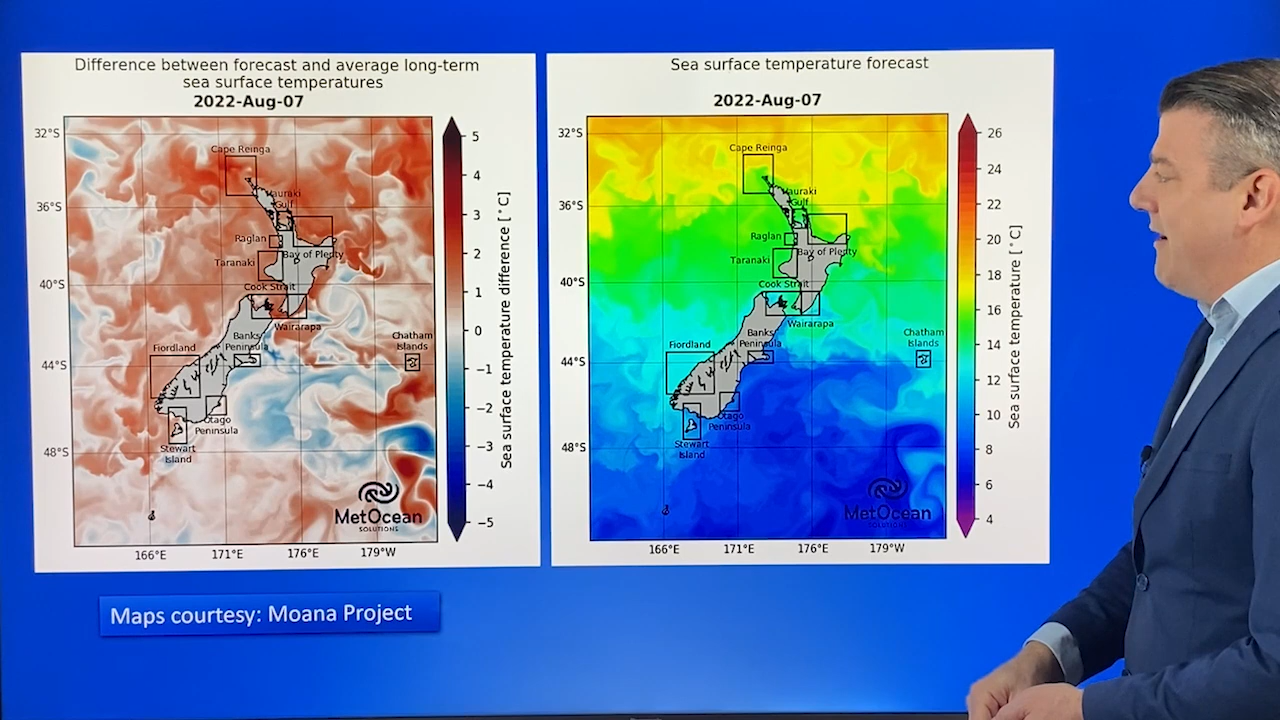 Difference between forecast and average long-term
sea surface temperatures
2022-Aug-07
32°S
36°S
40°S
44°S
48°S
166°E
171°E
176°E
179°W
Cape Reinga
Hauraki
Gulf
Raglan
Bay of Plenty
Taranaki
Cook Strait
Wairarapa
Banks
Peninsula
Chatham
Islands
Fiordland
Otago
Peninsula
Stewart
Island
MetOcean
SOLUTIONS
5
4
3
2
1
0
−1
−2
−3
−4
−5
Sea surface temperature difference [°C]
Sea surface temperature forecast
2022-Aug-07
32°S
36°S
40°S
44°S
48°S
166°E
171°E
176°E
179°W
Cape Reinga
Hauraki
Gulf
Raglan
Bay of Plenty
Taranaki
Cook Strait
Wairarapa
Banks
Peninsula
Chatham
Islands
Fiordland
Otago
Peninsula
Stewart
Island
MetOcean
SOLUTIONS
26
24
22
20
18
16
14
12
10
8
6
4
Sea surface temperature [°C]
Maps courtesy: Moana Project